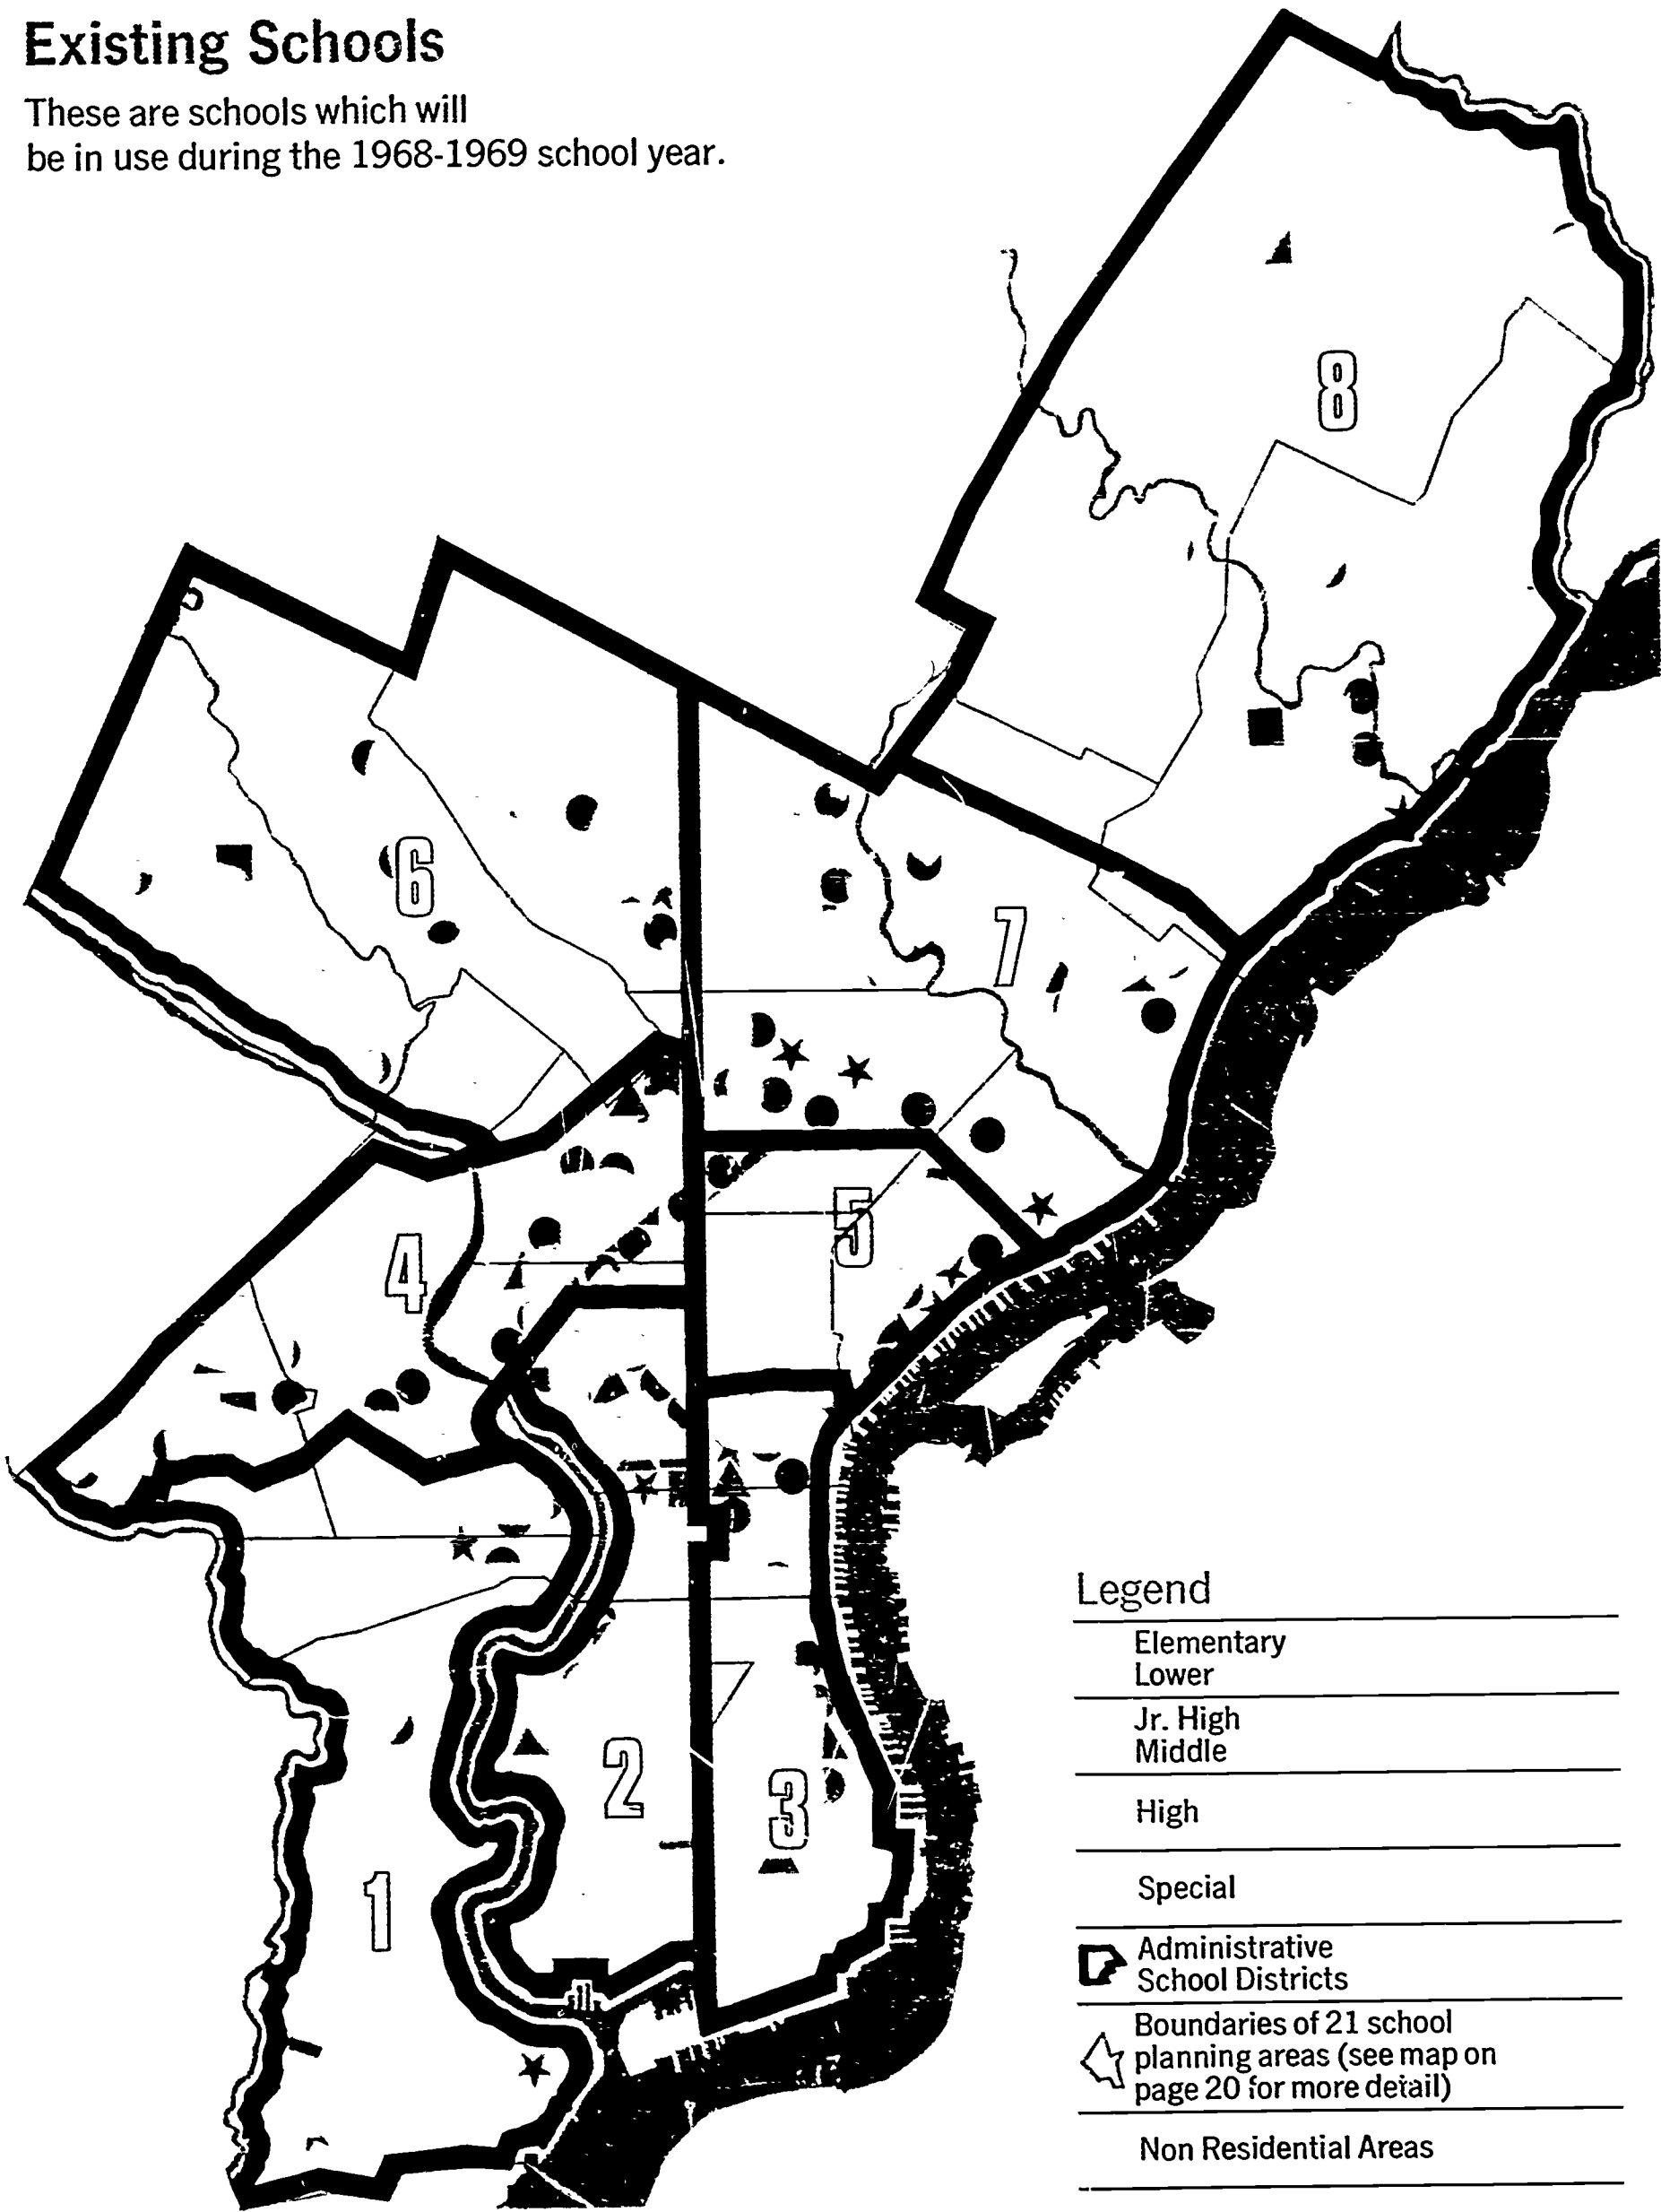 Existing Schools
These are schools which will
be in use during the 1968-1969 school year.
8
6
7
5
4
2
3
1
Legend
Elementary
Lower
Jr. High
Middle
High
Special
Administrative
School Districts
Boundaries of 21 school
planning areas (see map on
page 20 for more detail)
Non Residential Areas